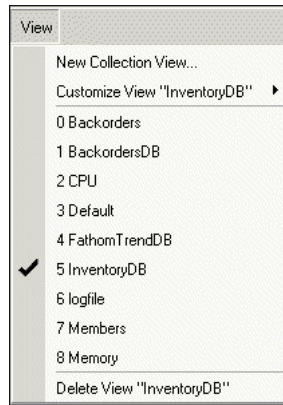 View
New Collection View...
Customize View "InventoryDB"
0 Backorders
1 BackordersDB
2 CPU
3 Default
4 FathomTrendDB
5 InventoryDB
6 logfile
7 Members
8 Memory
Delete View "InventoryDB"